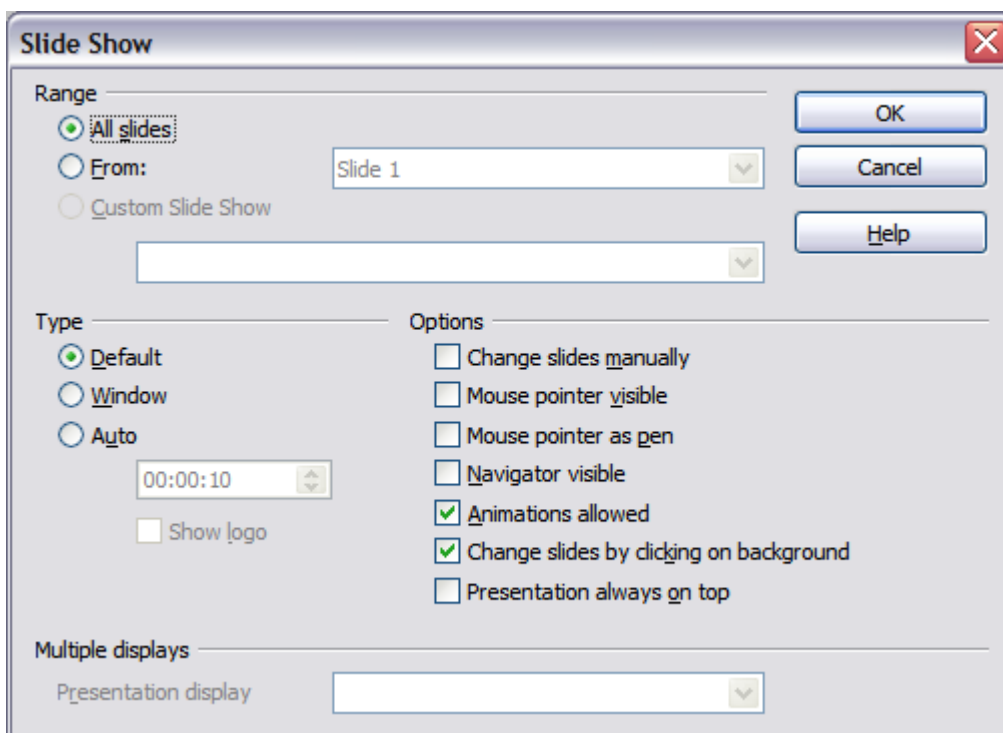 Slide Show
Range
All slides
From:
Slide 1
Custom Slide Show
OK
Cancel
Help
Type
Default
Window
Auto
00:00:10
Show logo
Options
Change slides manually
Mouse pointer visible
Mouse pointer as pen
Navigator visible
Animations allowed
Change slides by clicking on background
Presentation always on top
Multiple displays
Presentation display